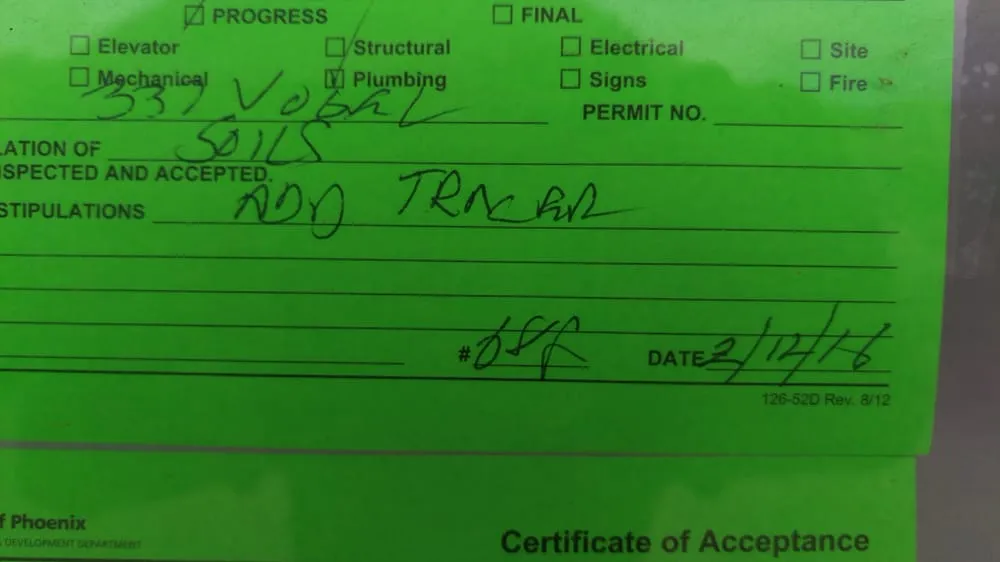 ☑ PROGRESS ☐ FINAL
☐ Elevator ☐ Structural ☐ Electrical ☐ Site
☐ Mechanical ☑ Plumbing ☐ Signs ☐ Fire
337 PERMIT NO.
LATION OF SOILS
SPECTED AND ACCEPTED.
STIPULATIONS ADD TRACER
# DATE 2/12/16
126-52D Rev. 8/12
f Phoenix
DEVELOPMENT DEPARTMENT
Certificate of Acceptance